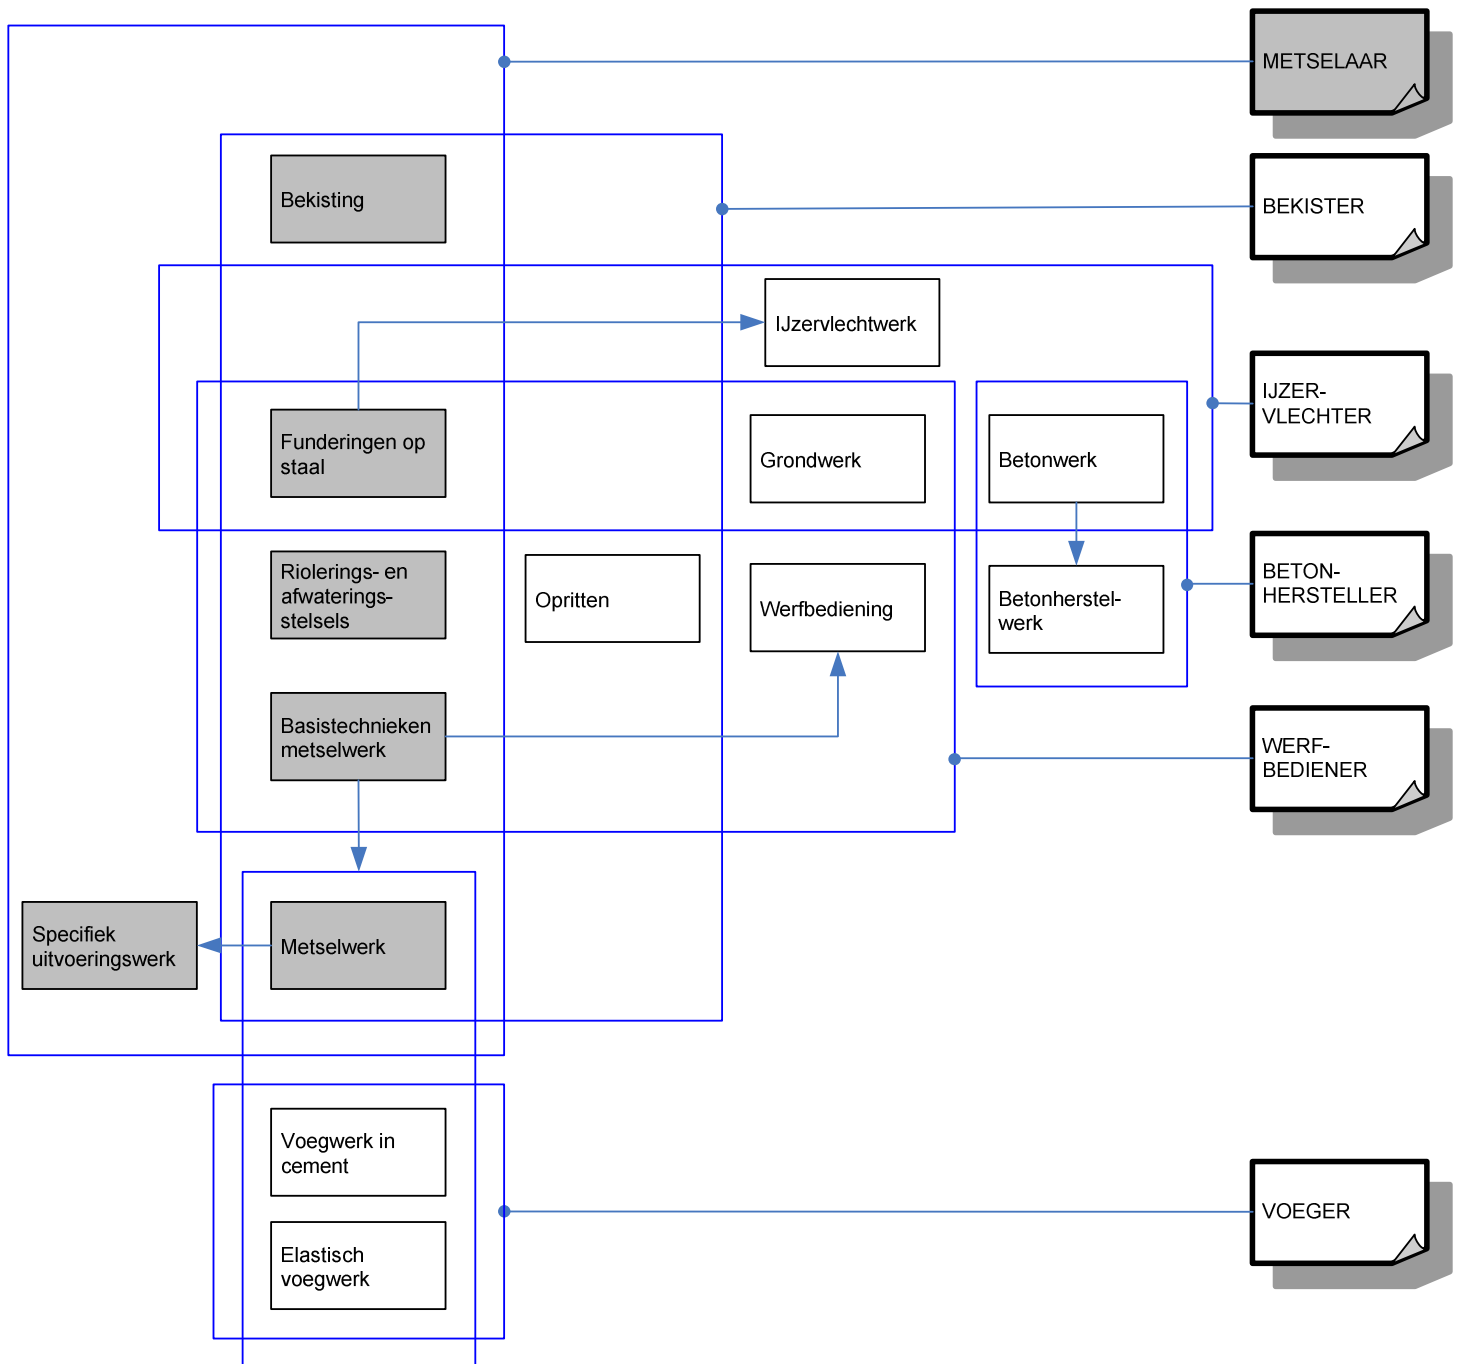 METSELAAR
Bekisting
BEKISTER
IJzervlechtwerk
IJZER-
VLECHTER
Funderingen op
staal
Grondwerk
Betonwerk
Riolerings- en
afwaterings-
stelsels
Opritten
Werfbediening
Betonherstel-
werk
BETON-
HERSTELLER
Basistechnieken
metselwerk
WERF-
BEDIENER
Specifiek
uitvoeringswerk
Metselwerk
Voegwerk in
cement
VOEGER
Elastisch
voegwerk